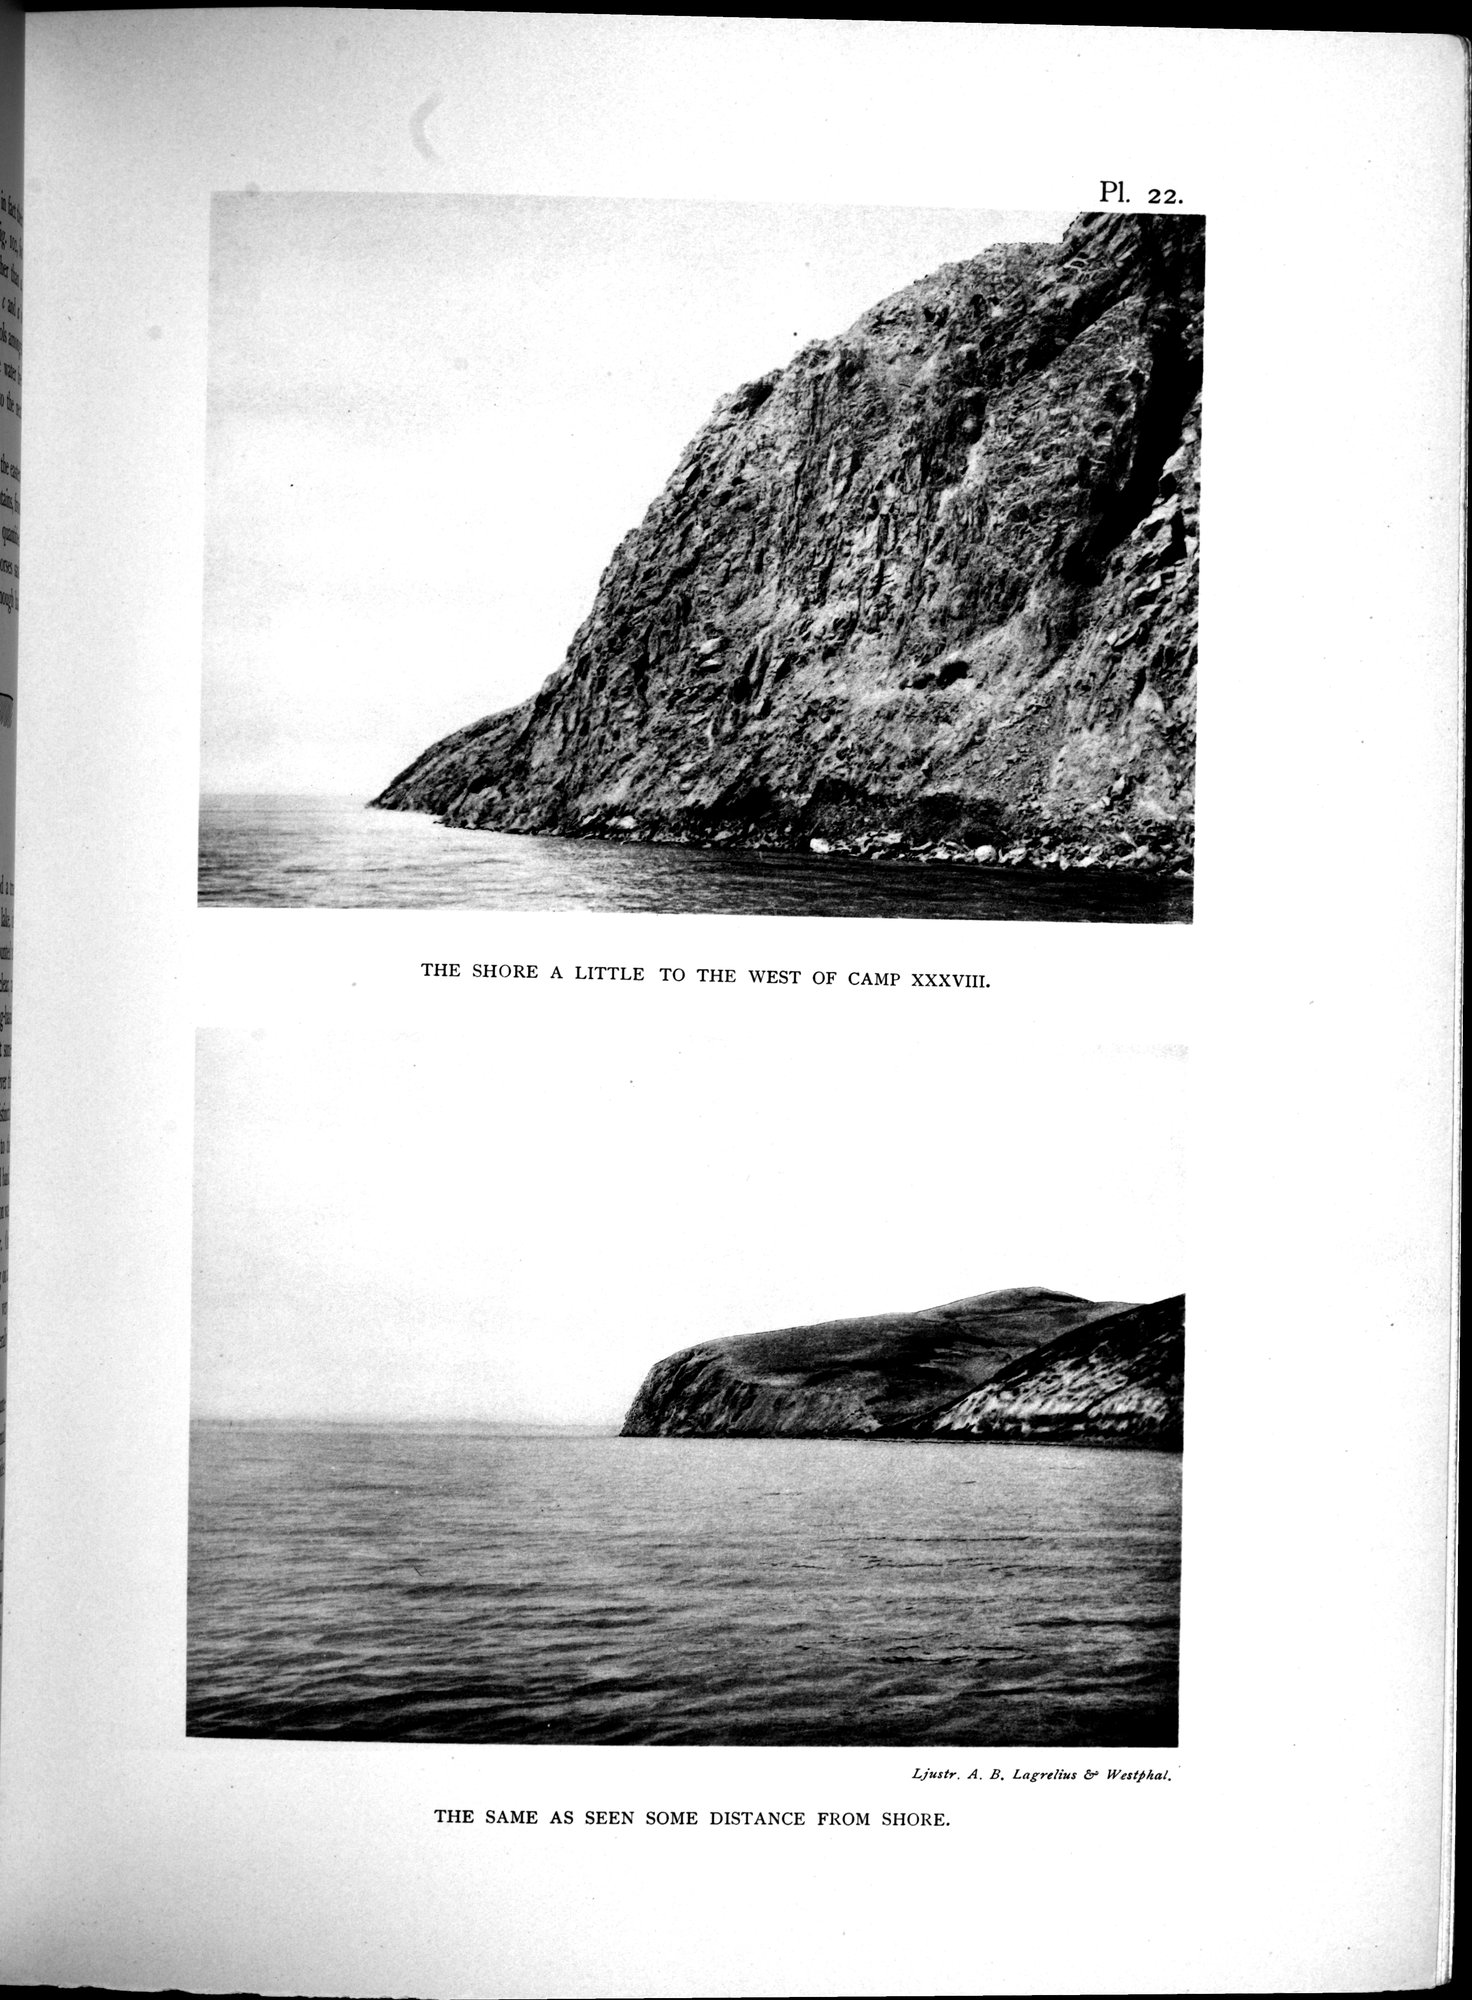 Pl. 22.
THE SHORE A LITTLE TO THE WEST OF CAMP XXXVIII.
Ljustr. A. B. Lagrelius & Westphal.
THE SAME AS SEEN SOME DISTANCE FROM SHORE.